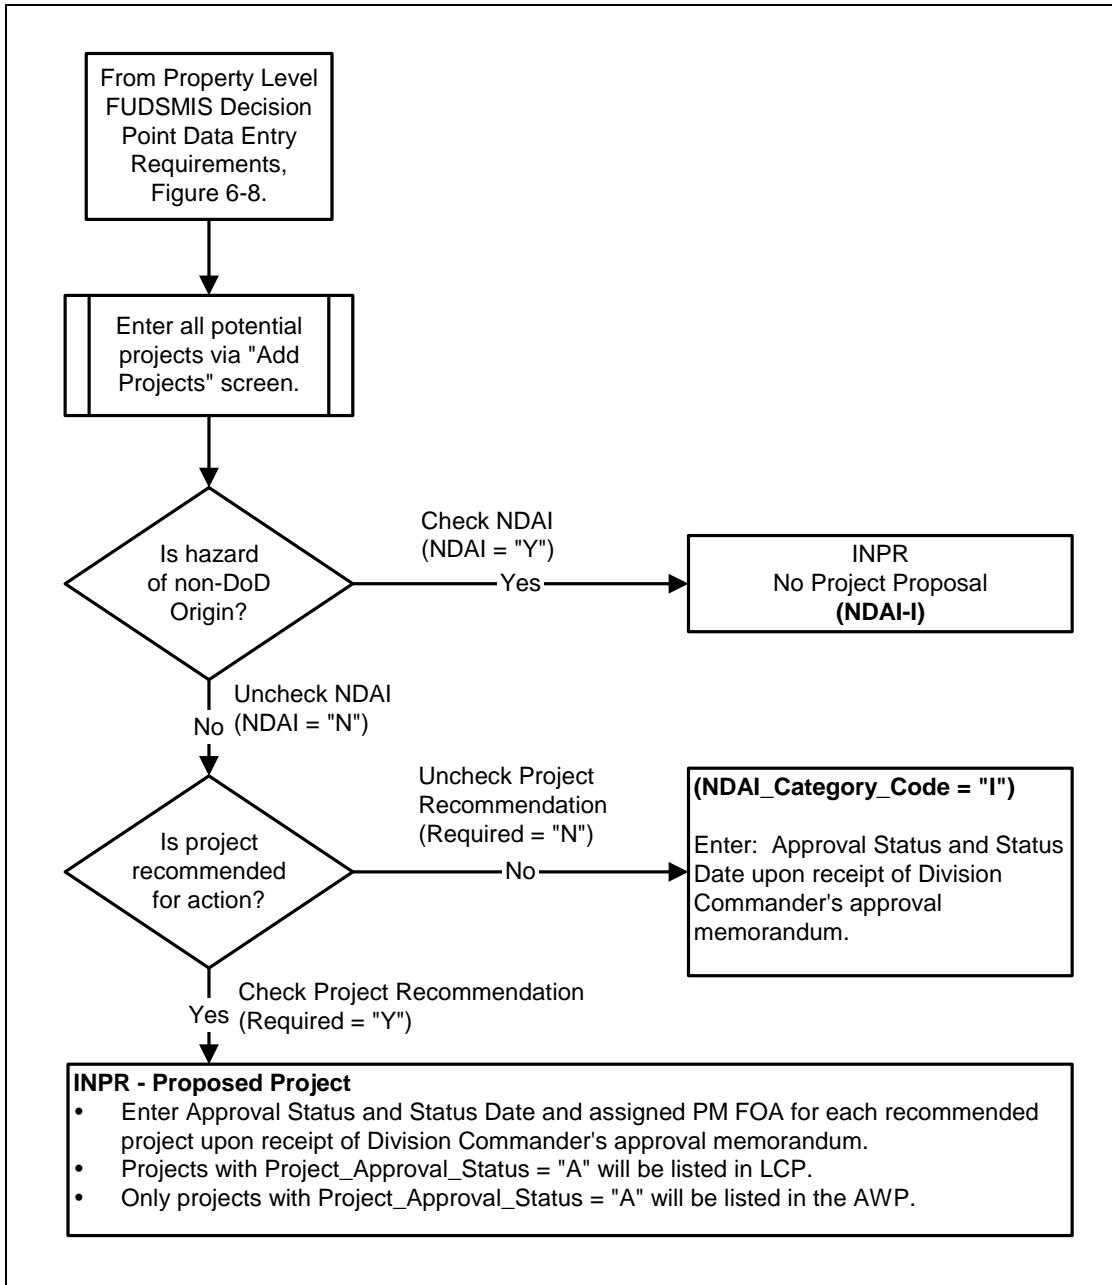 From Property Level
FUDSMIS Decision
Point Data Entry
Requirements,
Figure 6-8.
Enter all potential
projects via "Add
Projects" screen.
Is hazard
of non-DoD
Origin?
Check NDAI
(NDAI = "Y")
Yes
INPR
No Project Proposal
(NDAI-I)
Uncheck NDAI
(NDAI = "N")
No
Is project
recommended
for action?
Uncheck Project
Recommendation
(Required = "N")
No
(NDAI_Category_Code = "I")
Enter:  Approval Status and Status
Date upon receipt of Division
Commander's approval
memorandum.
Check Project Recommendation
(Required = "Y")
Yes
INPR - Proposed Project
• Enter Approval Status and Status Date and assigned PM FOA for each recommended
project upon receipt of Division Commander's approval memorandum.
• Projects with Project_Approval_Status = "A" will be listed in LCP.
• Only projects with Project_Approval_Status = "A" will be listed in the AWP.